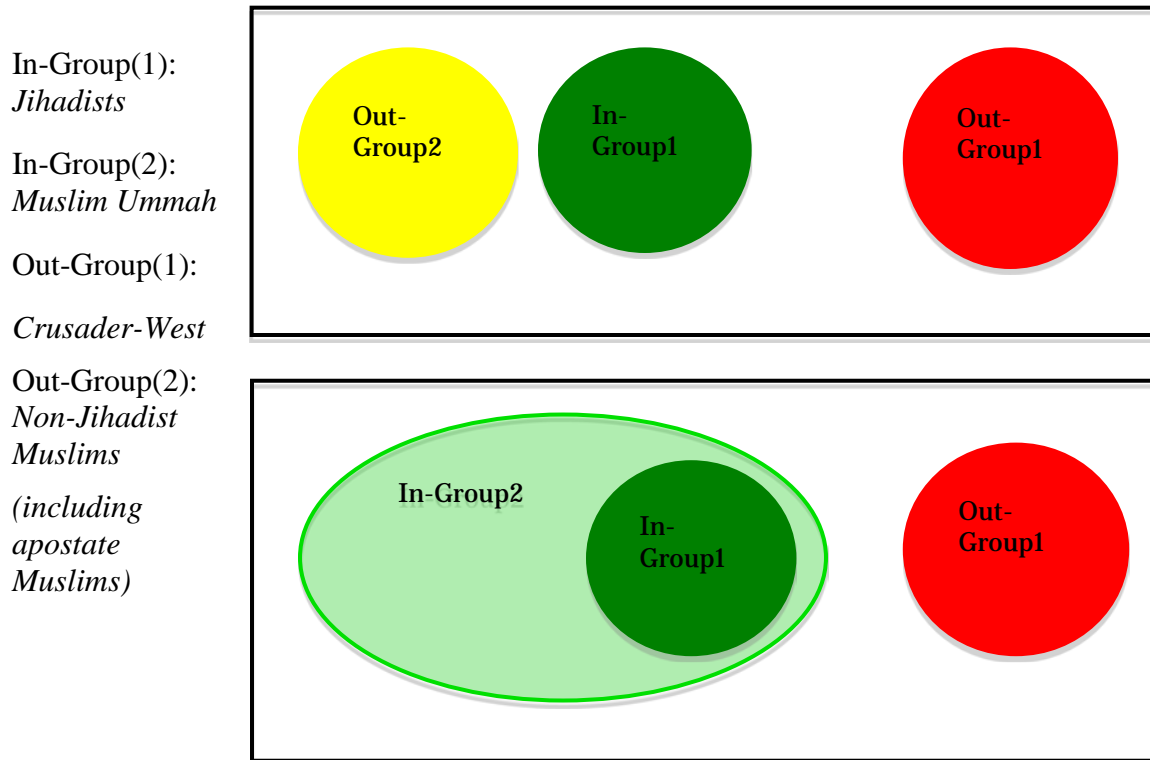 In-Group(1):
Jihadists
In-Group(2):
Muslim Ummah
Out-Group(1):
Crusader-West
Out-Group(2):
Non-Jihadist
Muslims
(including
apostate
Muslims)
Out-
Group2
In-
Group1
Out-
Group1
In-Group2
In-
Group1
Out-
Group1